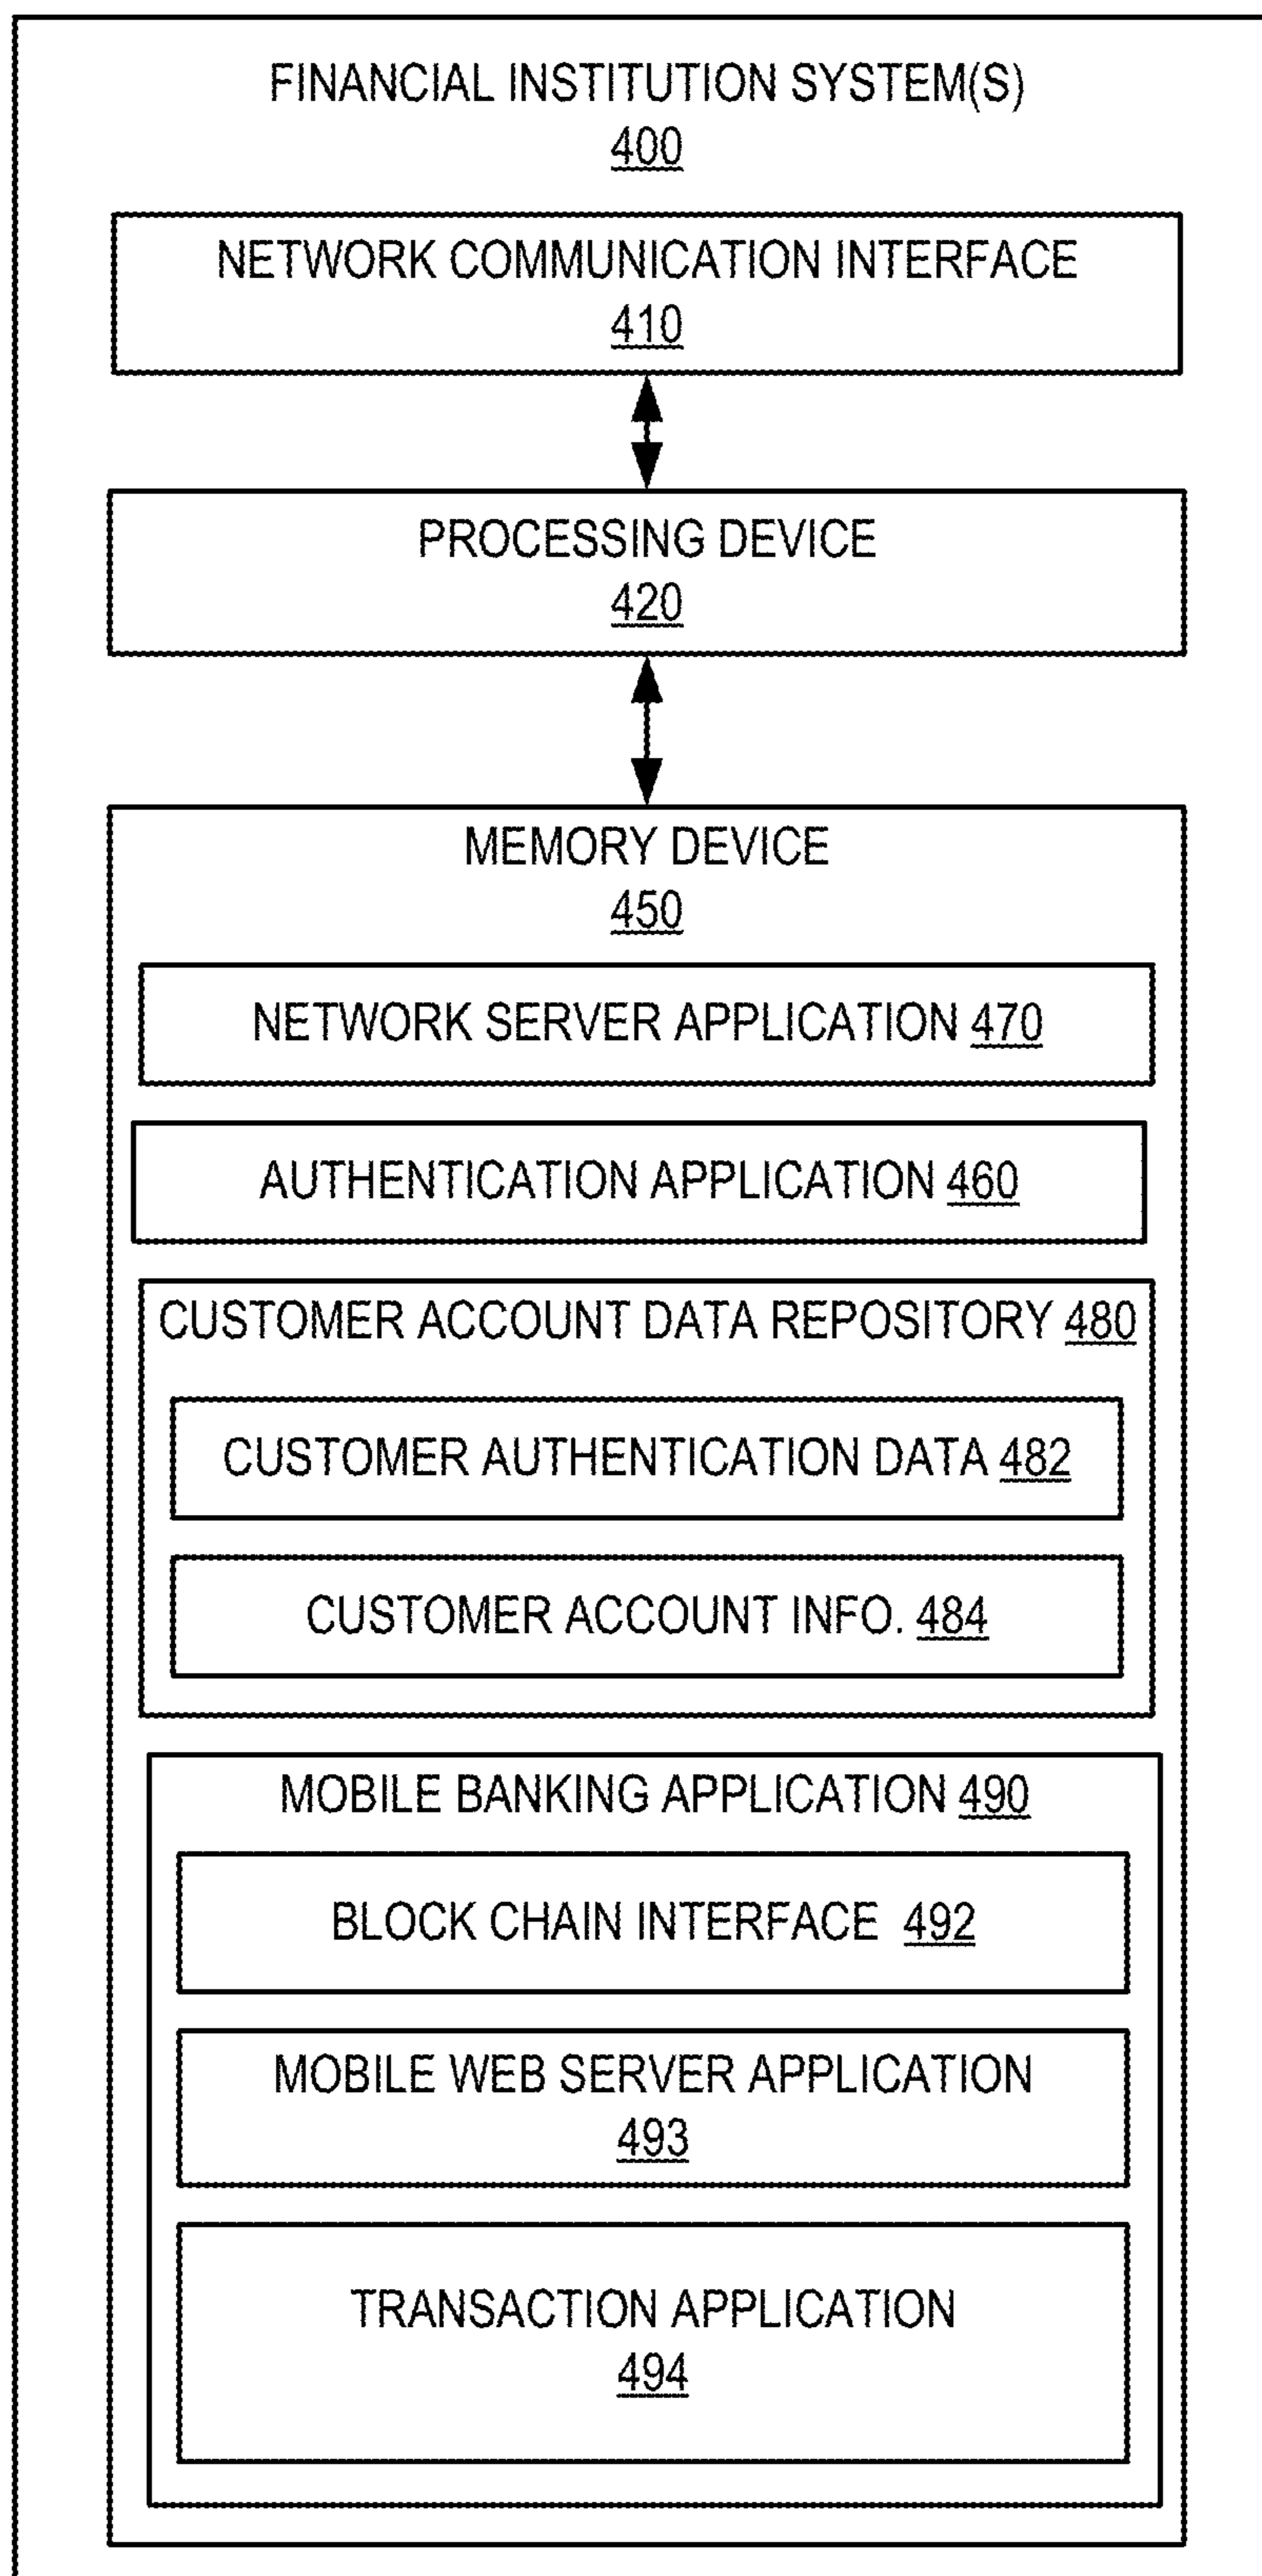 FINANCIAL INSTITUTION SYSTEM(S)
400
NETWORK COMMUNICATION INTERFACE
410
PROCESSING DEVICE
420
MEMORY DEVICE
450
NETWORK SERVER APPLICATION 470
AUTHENTICATION APPLICATION 460
CUSTOMER ACCOUNT DATA REPOSITORY 480
CUSTOMER AUTHENTICATION DATA 482
CUSTOMER ACCOUNT INFO. 484
MOBILE BANKING APPLICATION 490
BLOCK CHAIN INTERFACE 492
MOBILE WEB SERVER APPLICATION
493
TRANSACTION APPLICATION
494